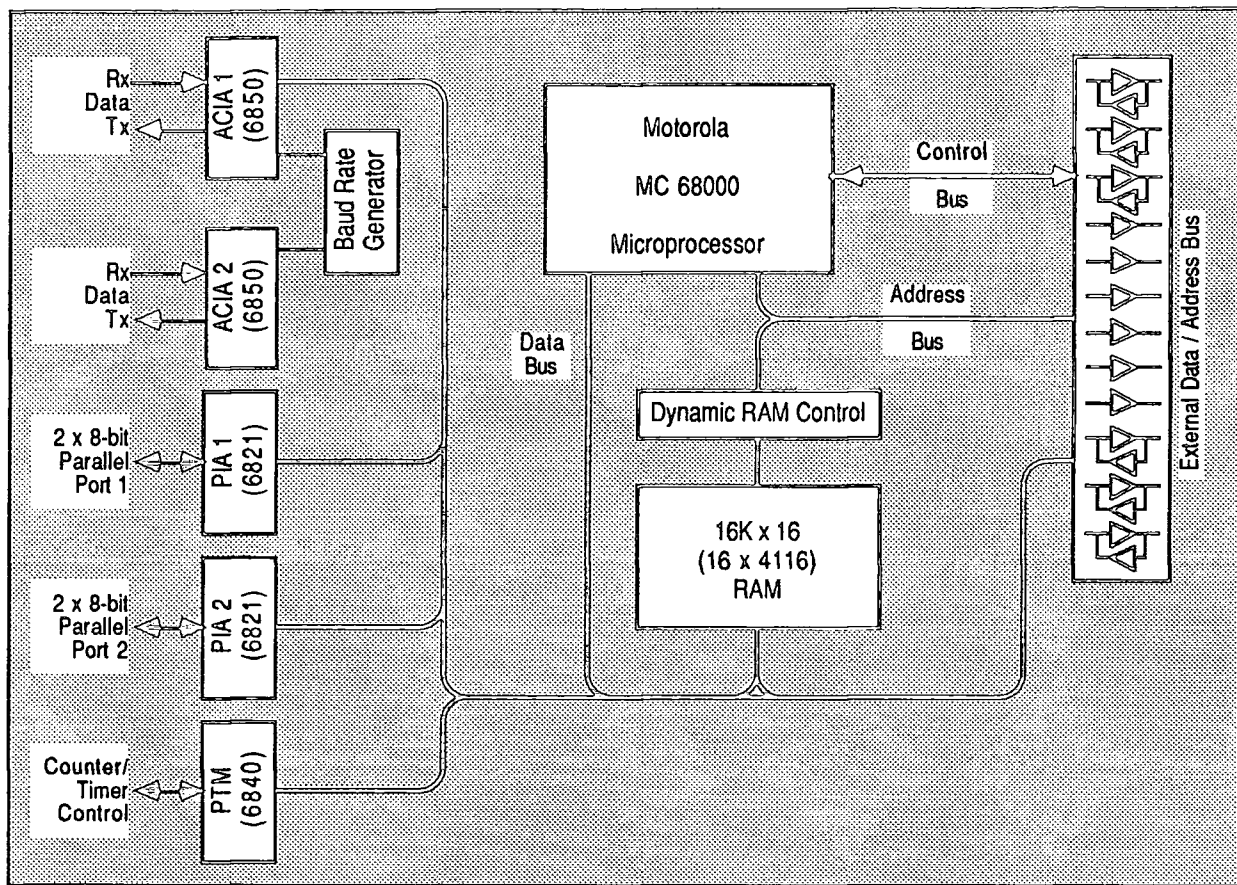 Rx
Data
Tx
ACIA 1
(6850)
Baud Rate
Generator
Rx
Data
Tx
ACIA 2
(6850)
2 x 8-bit
Parallel
Port 1
PIA 1
(6821)
2 x 8-bit
Parallel
Port 2
PIA 2
(6821)
Counter/
Timer
Control
PTM
(6840)
Motorola
MC 68000
Microprocessor
Control
Bus
Address
Bus
Data
Bus
Dynamic RAM Control
16K x 16
(16 x 4116)
RAM
External Data / Address Bus